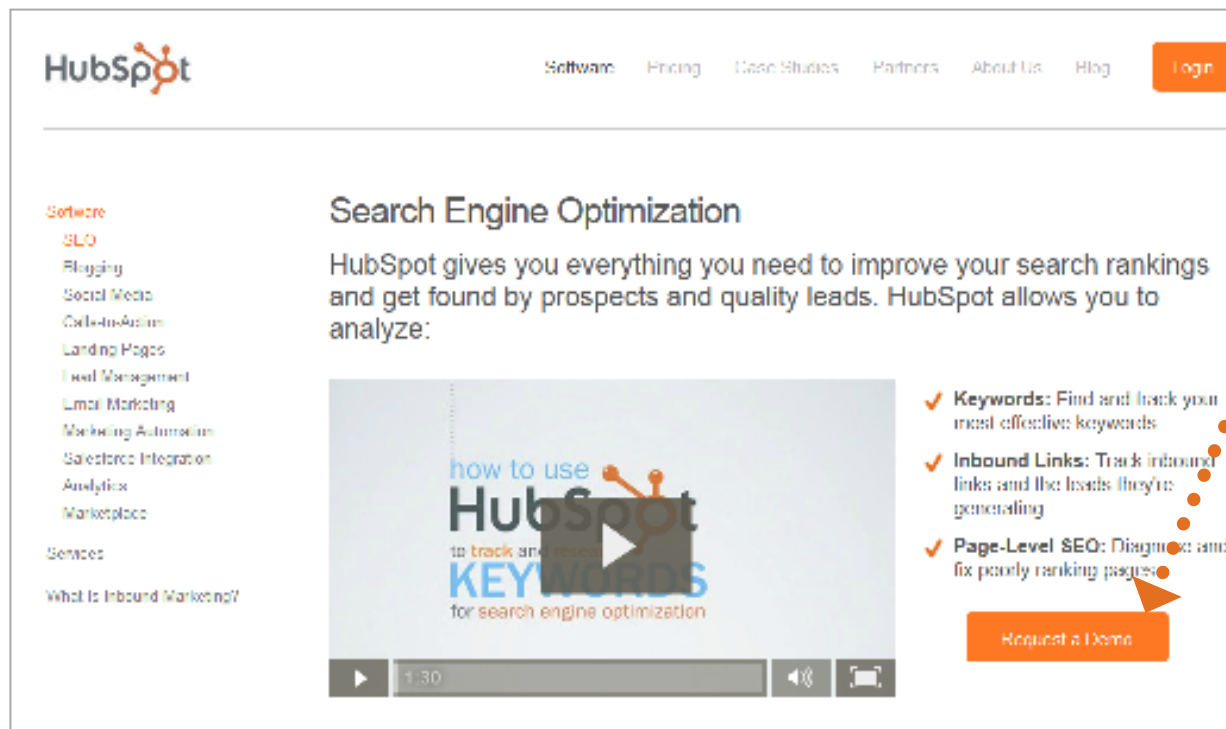 HubSpot
Software Pricing Case Studies Partners About Us Blog Login
Software
SEO
Blogging
Social Media
Calls-to-Action
Landing Pages
Lead Management
Email Marketing
Marketing Automation
Salesforce Integration
Analytics
Marketplace
Services
What is Inbound Marketing?
Search Engine Optimization
HubSpot gives you everything you need to improve your search rankings
and get found by prospects and quality leads. HubSpot allows you to
analyze:
how to use
HubSpot
to track and research
KEYWORDS
for search engine optimization
1:30
Keywords: Find and track your
most effective keywords
Inbound Links: Track inbound
links and the leads they're
generating
Page-Level SEO: Diagnose and
fix poorly ranking pages
Request a Demo